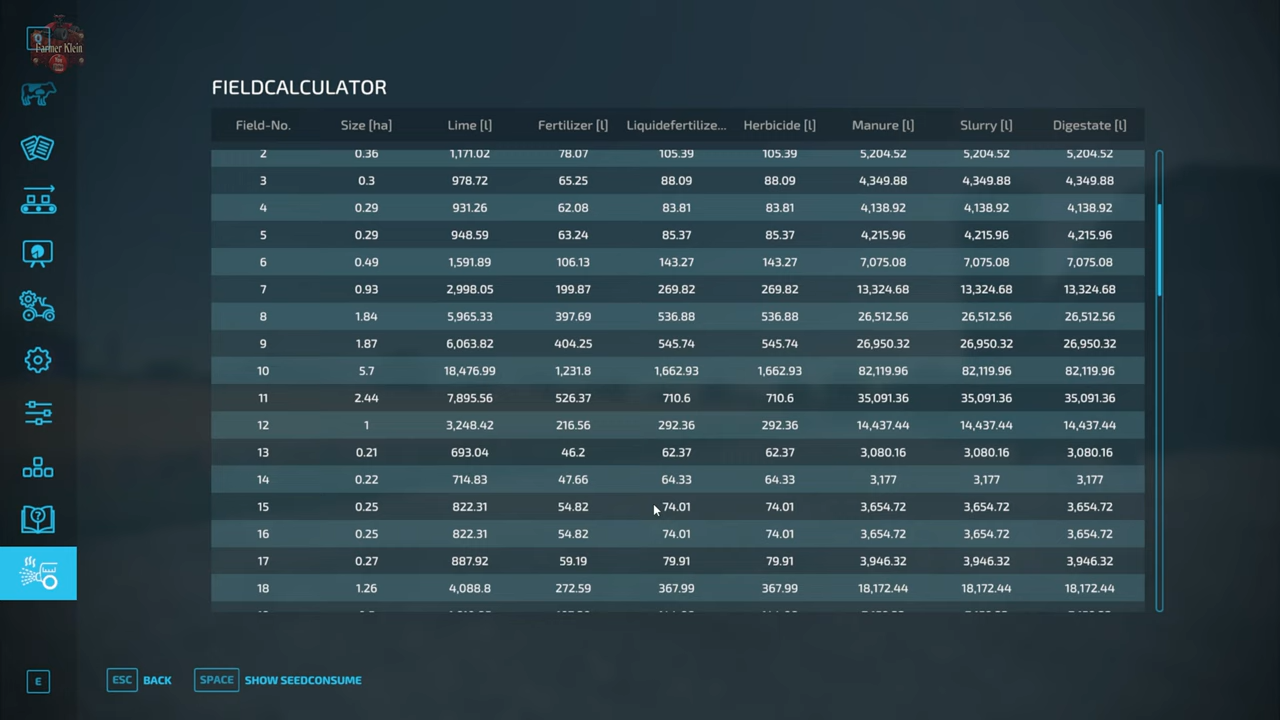 Farmer Klein
FIELDCALCULATOR
Field-No. Size [ha] Lime [l] Fertilizer [l] Liquidefertilize... Herbicide [l] Manure [l] Slurry [l] Digestate [l]
2 0.36 1,171.02 78.07 105.39 105.39 5,204.52 5,204.52 5,204.52
3 0.3 978.72 65.25 88.09 88.09 4,349.88 4,349.88 4,349.88
4 0.29 931.26 62.08 83.81 83.81 4,138.92 4,138.92 4,138.92
5 0.29 948.59 63.24 85.37 85.37 4,215.96 4,215.96 4,215.96
6 0.49 1,591.89 106.13 143.27 143.27 7,075.08 7,075.08 7,075.08
7 0.93 2,998.05 199.87 269.82 269.82 13,324.68 13,324.68 13,324.68
8 1.84 5,965.33 397.69 536.88 536.88 26,512.56 26,512.56 26,512.56
9 1.87 6,063.82 404.25 545.74 545.74 26,950.32 26,950.32 26,950.32
10 5.7 18,476.99 1,231.8 1,662.93 1,662.93 82,119.96 82,119.96 82,119.96
11 2.44 7,895.56 526.37 710.6 710.6 35,091.36 35,091.36 35,091.36
12 1 3,248.42 216.56 292.36 292.36 14,437.44 14,437.44 14,437.44
13 0.21 693.04 46.2 62.37 62.37 3,080.16 3,080.16 3,080.16
14 0.22 714.83 47.66 64.33 64.33 3,177 3,177 3,177
15 0.25 822.31 54.82 74.01 74.01 3,654.72 3,654.72 3,654.72
16 0.25 822.31 54.82 74.01 74.01 3,654.72 3,654.72 3,654.72
17 0.27 887.92 59.19 79.91 79.91 3,946.32 3,946.32 3,946.32
18 1.26 4,088.8 272.59 367.99 367.99 18,172.44 18,172.44 18,172.44
E ESC BACK SPACE SHOW SEEDCONSUME